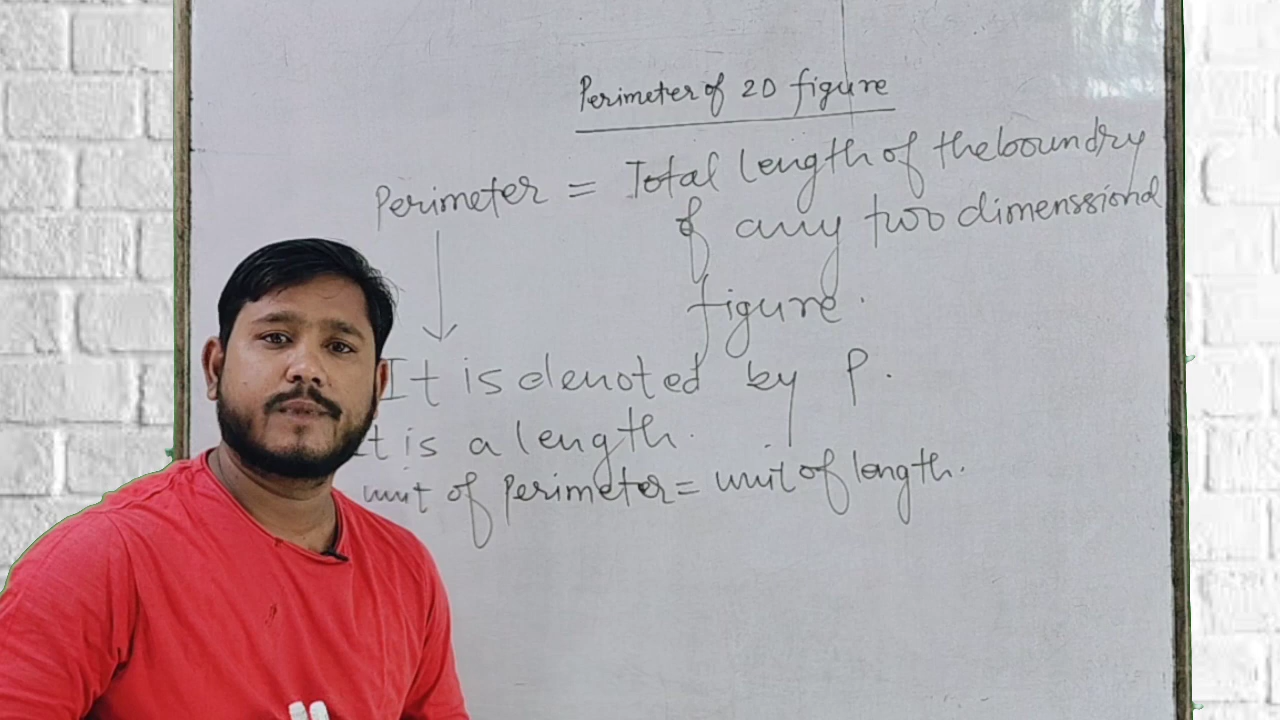 Perimeter of 2D figure
Perimeter = Total length of the boundry
of any two dimenssional
figure.
It is denoted by P.
t is a length.
unit of Perimeter = unit of length.